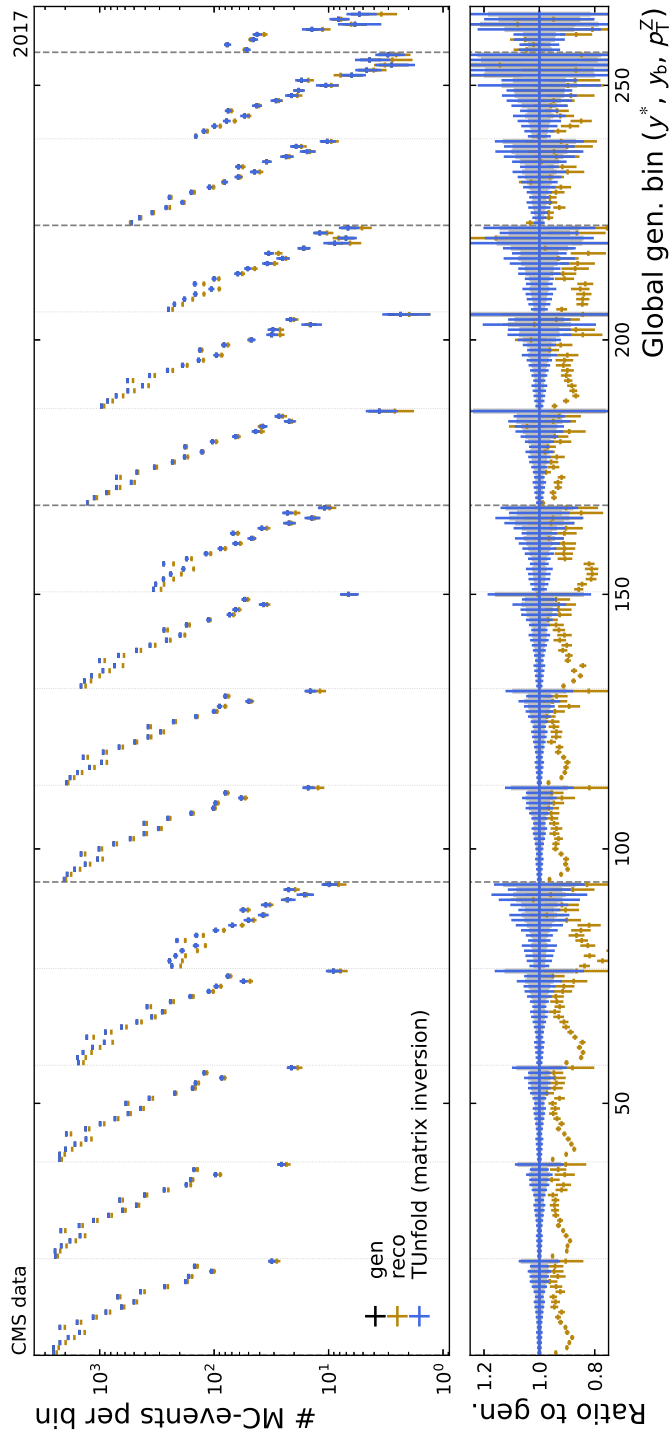 CMS data
2017
# MC-events per bin
10³
10²
10¹
10⁰
gen
reco
TUnfold (matrix inversion)
Ratio to gen.
1.2
1.0
0.8
50
100
150
200
250
Global gen. bin (y*, y_b, p_T^Z)